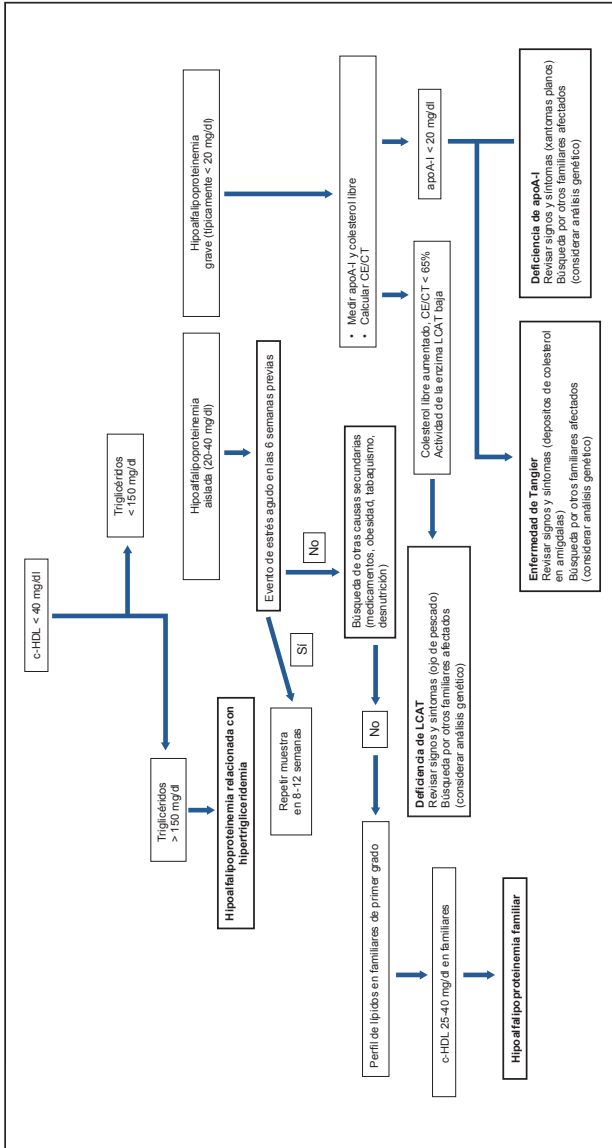 c-HDL < 40 mg/dl
Triglicéridos
> 150 mg/dl
Triglicéridos
< 150 mg/dl
Hipoalfalipoproteinemia relacionada con
hipertrigliceridemia
Hipoalfalipoproteinemia
aislada (20-40 mg/dl)
Hipoalfalipoproteinemia
grave (típicamente < 20 mg/dl)
Evento de estrés agudo en las 6 semanas previas
Sí
No
Repetir muestra
en 8-12 semanas
Búsqueda de otras causas secundarias
(medicamentos, obesidad, tabaquismo,
desnutrición)
• Medir apoA-I y colesterol libre
• Calcular CE/CT
No
Perfil de lípidos en familiares de primer grado
Colesterol libre aumentado, CE/CT < 65%
Actividad de la enzima LCAT baja
apoA-I < 20 mg/dl
c-HDL 25-40 mg/dl en familiares
Deficiencia de LCAT
Revisar signos y síntomas (ojo de pescado)
Búsqueda por otros familiares afectados
(considerar análisis genético)
Hipoalfalipoproteinemia familiar
Enfermedad de Tangier
Revisar signos y síntomas (depositos de colesterol
en amígdalas)
Búsqueda por otros familiares afectados
(considerar análisis genético)
Deficiencia de apoA-I
Revisar signos y síntomas (xantomas planos)
Búsqueda por otros familiares afectados
(considerar análisis genético)